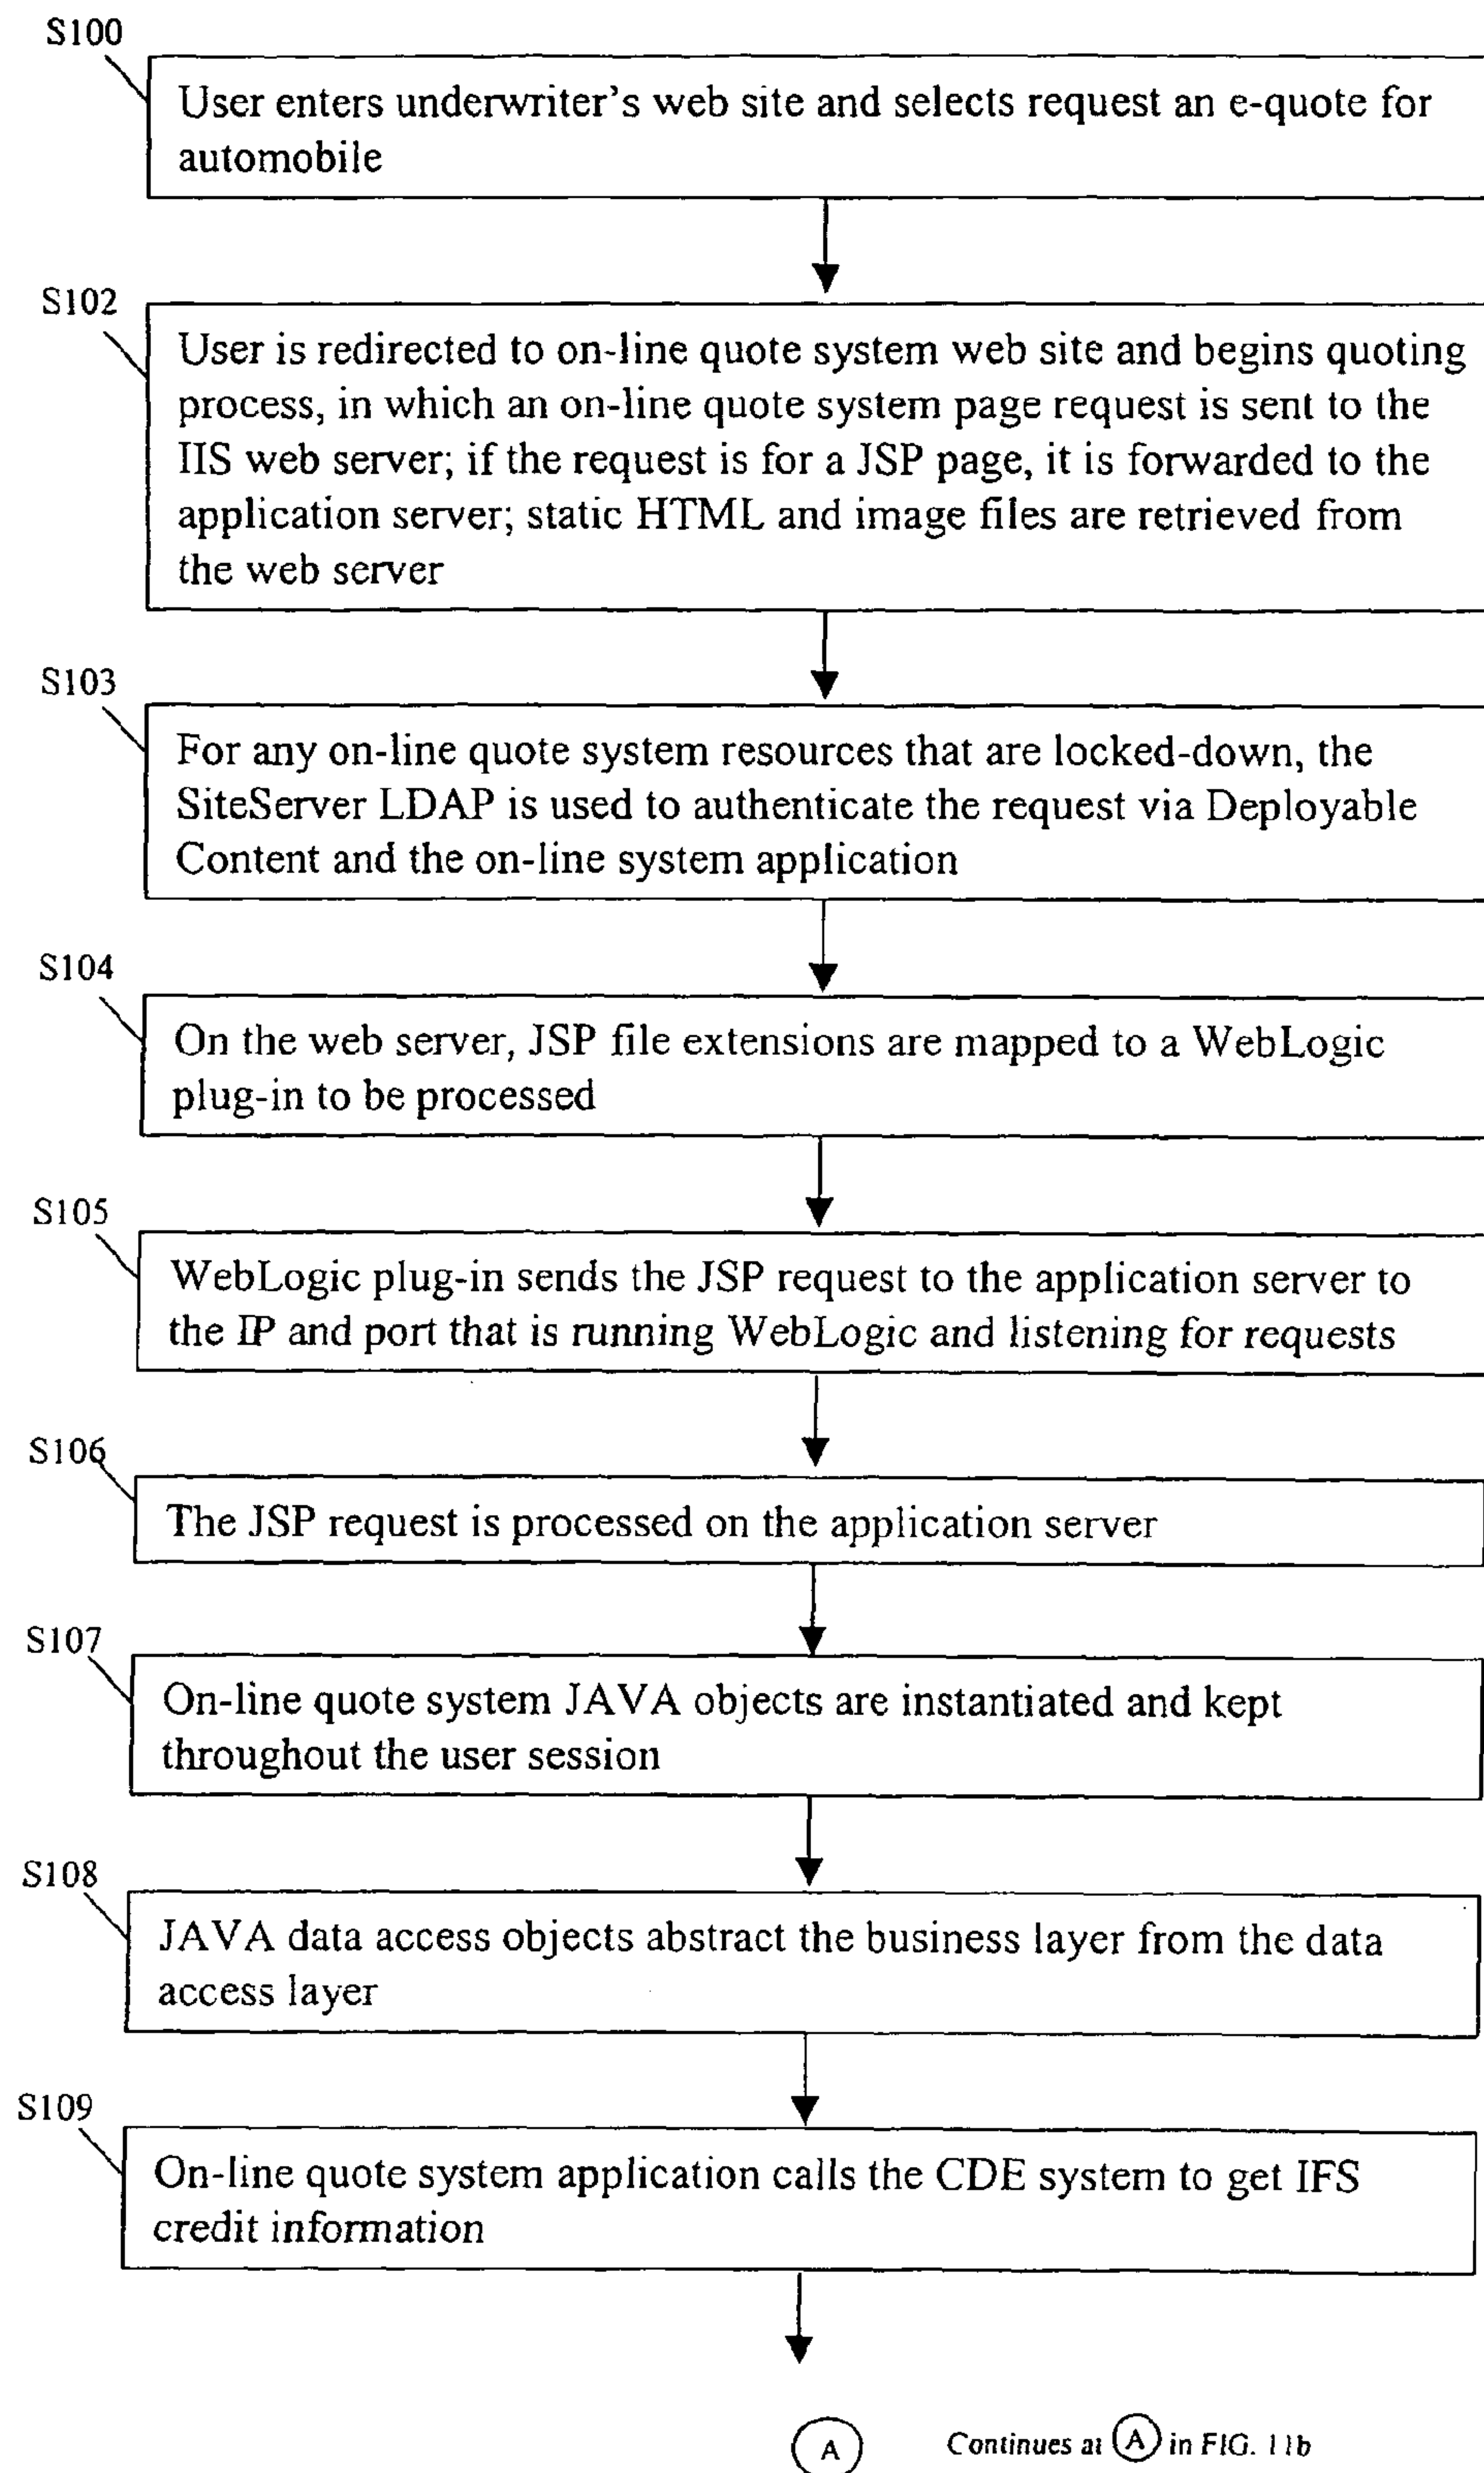 S100
User enters underwriter's web site and selects request an e-quote for
automobile
S102
User is redirected to on-line quote system web site and begins quoting
process, in which an on-line quote system page request is sent to the
IIS web server; if the request is for a JSP page, it is forwarded to the
application server; static HTML and image files are retrieved from
the web server
S103
For any on-line quote system resources that are locked-down, the
SiteServer LDAP is used to authenticate the request via Deployable
Content and the on-line system application
S104
On the web server, JSP file extensions are mapped to a WebLogic
plug-in to be processed
S105
WebLogic plug-in sends the JSP request to the application server to
the IP and port that is running WebLogic and listening for requests
S106
The JSP request is processed on the application server
S107
On-line quote system JAVA objects are instantiated and kept
throughout the user session
S108
JAVA data access objects abstract the business layer from the data
access layer
S109
On-line quote system application calls the CDE system to get IFS
credit information
A
Continues at A in FIG. 11b